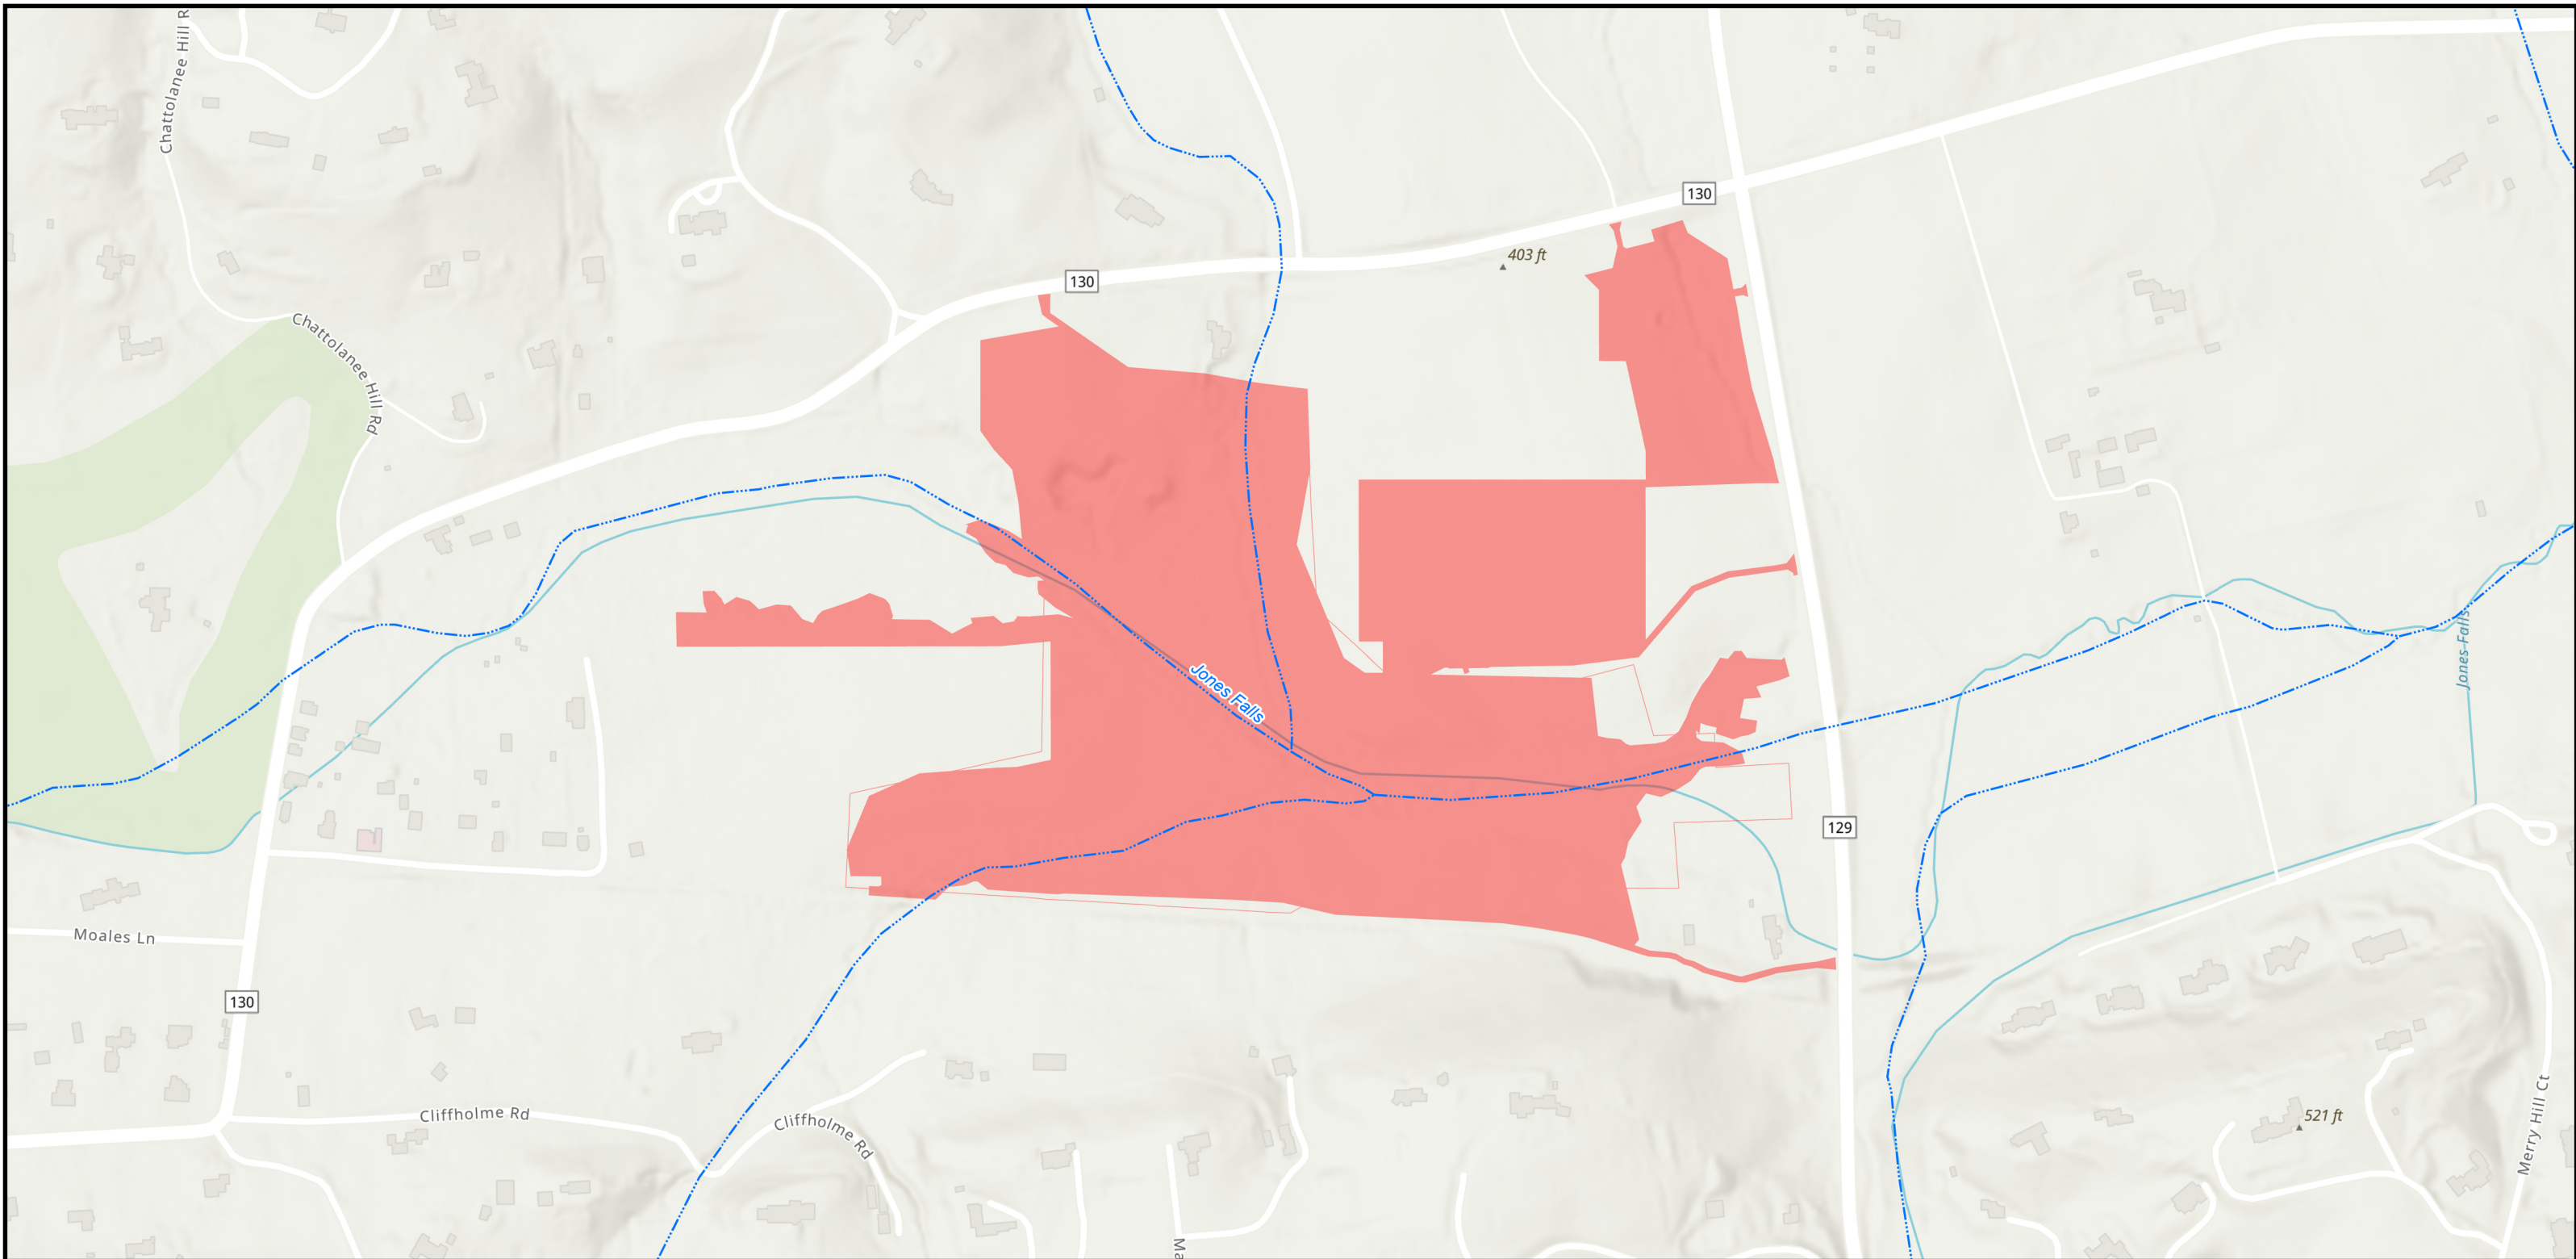 Chattolanee Hill R
130
403 ft
130
Chattolanee Hill Rd
Jones Falls
Jones Falls
129
Moales Ln
130
Cliffholme Rd
Cliffholme Rd
521 ft
Merry Hill Ct
Ma